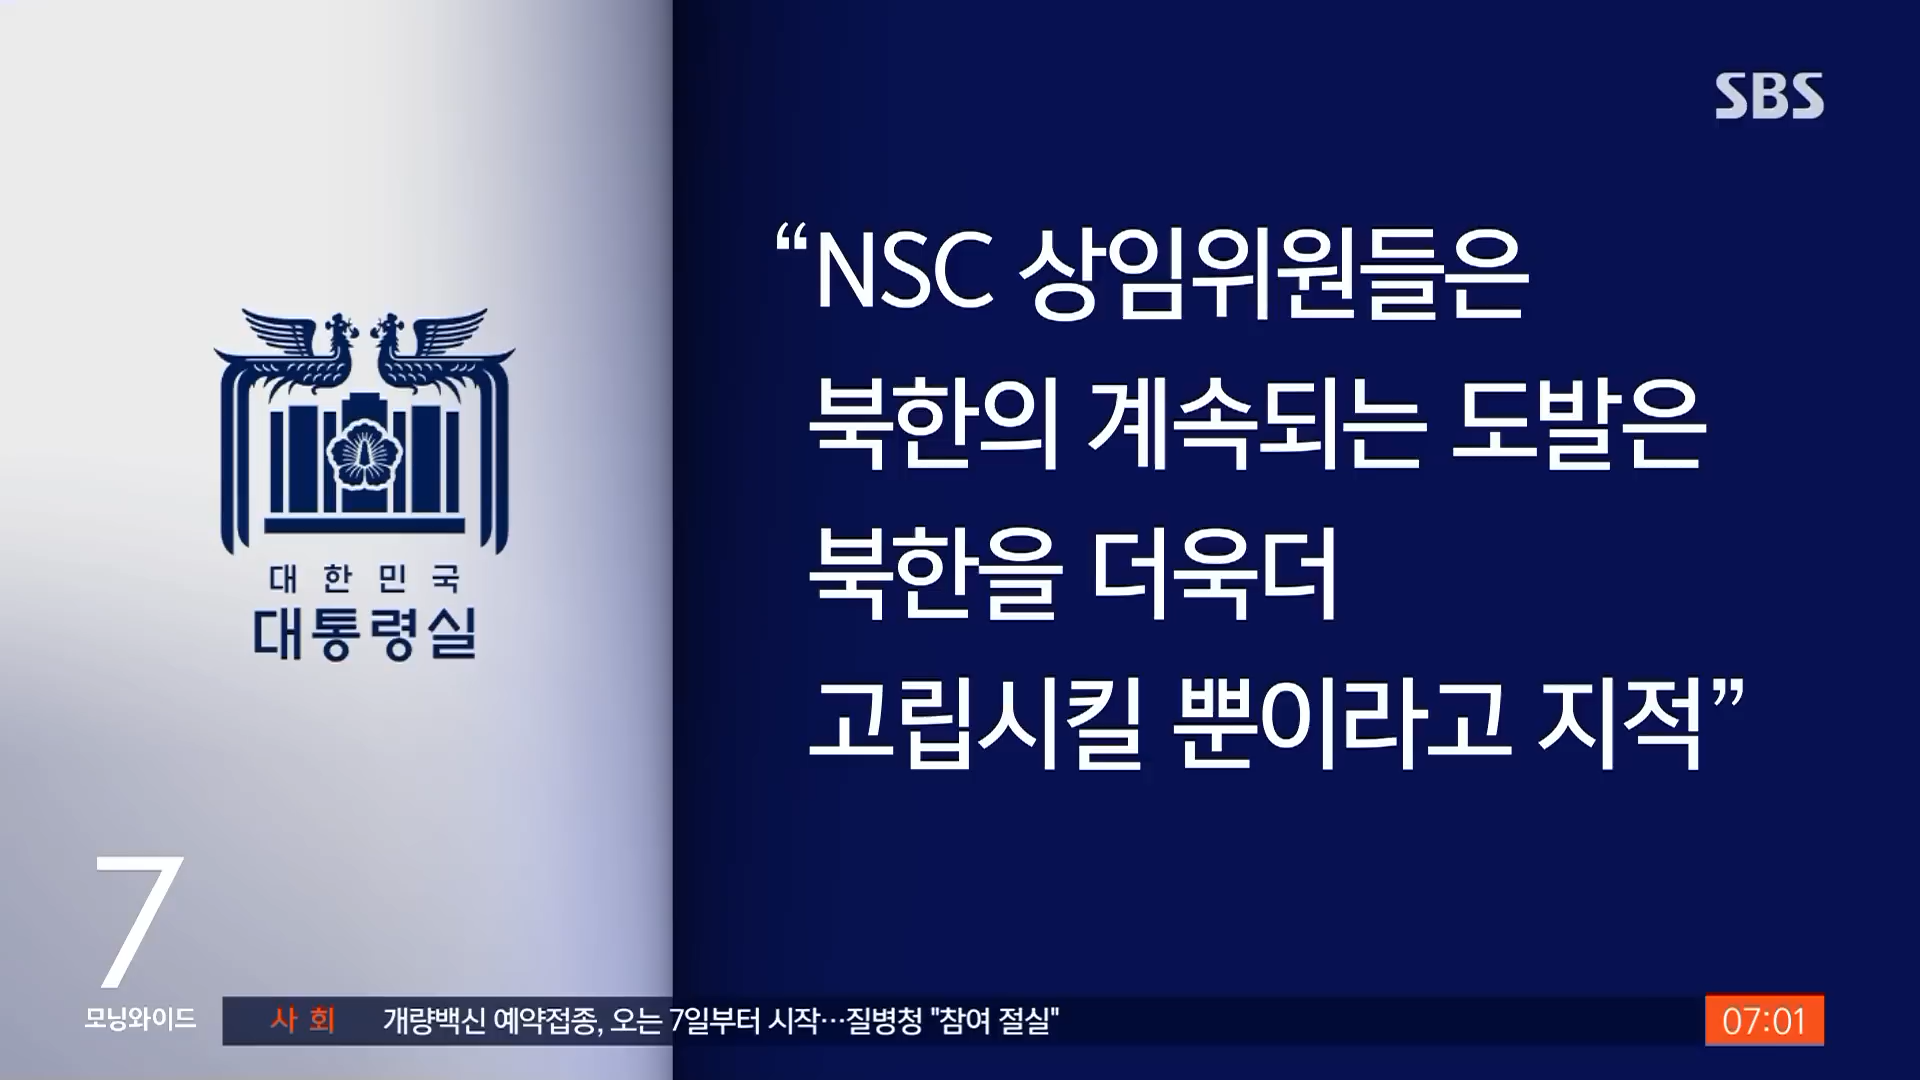 SBS
“NSC 상임위원들은
북한의 계속되는 도발은
북한을 더욱더
고립시킬 뿐이라고 지적”
대한민국
대통령실
7
모닝와이드
사회 개량백신 예약접종, 오는 7일부터 시작…질병청 "참여 절실"
07:01